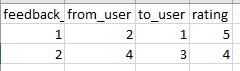 feedback_ from_user to_user rating
1 2 1 5
2 4 3 4